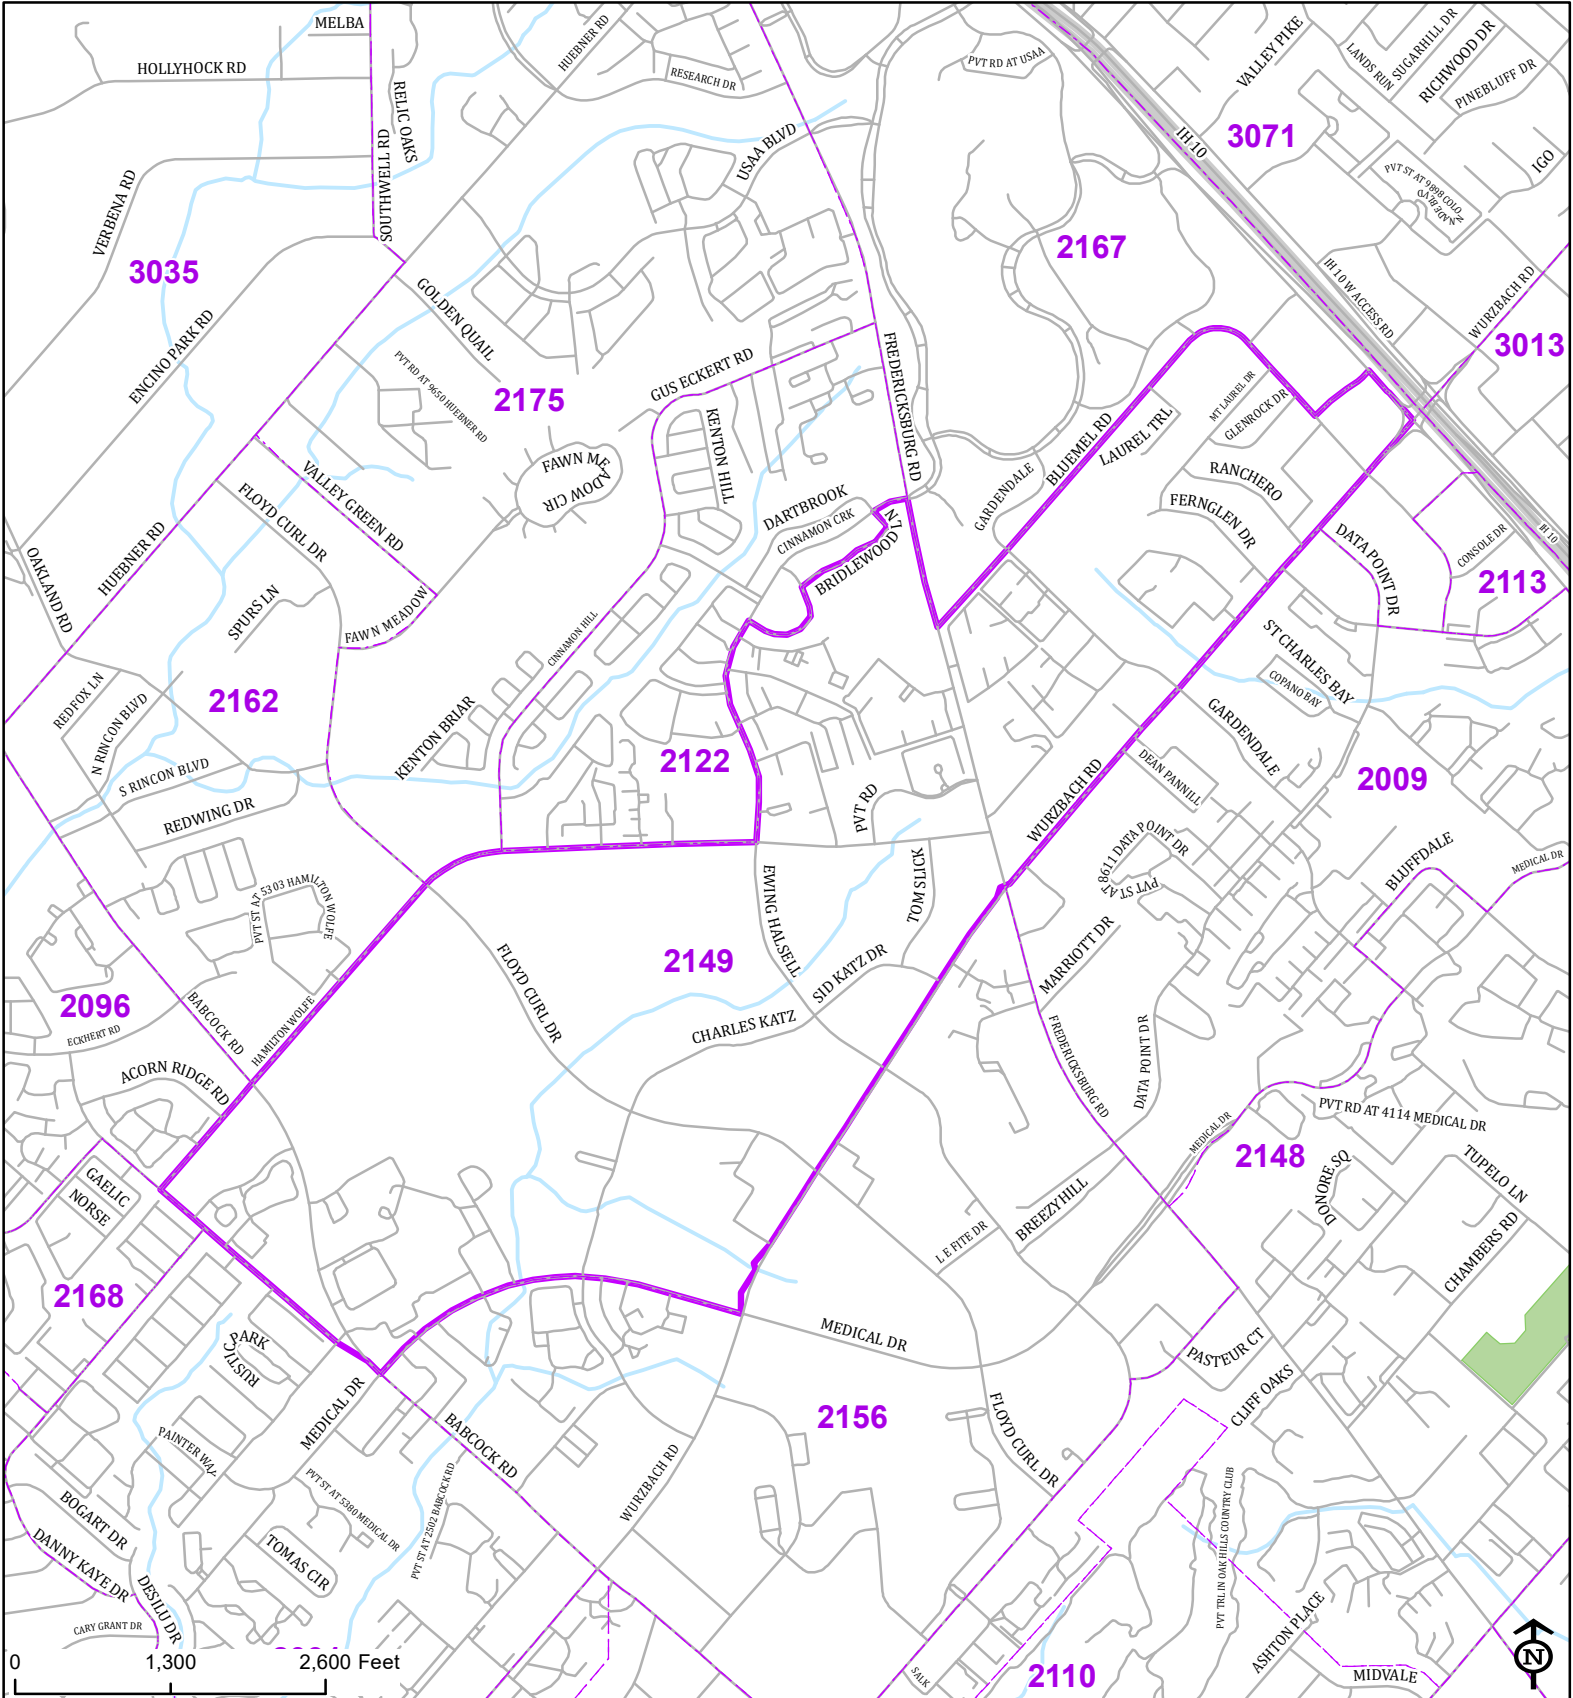 MELBA
HOLLYHOCK RD
RELIC OAKS
SOUTHWELL RD
VERBENA RD
3035
ENCINO PARK RD
HUEBNER RD
RESEARCH DR
USAA BLVD
PVT RD AT USAA
IH 10
VALLEY PIKE
LANDS RUN
SUGARHILL DR
RICHWOOD DR
PINEBLUFF DR
3071
IGO
2167
IH 10 W ACCESS RD
WURZBACH RD
3013
GOLDEN QUAIL
PVT RD AT 9650 HUEBNER RD
2175
GUS ECKERT RD
FREDERICKSBURG RD
KENTON HILL
FAWN MEADOW CIR
VALLEY GREEN RD
FLOYD CURL DR
HUEBNER RD
OAKLAND RD
SPURS LN
FAWN MEADOW
DARTBROOK
CINNAMON CRK
BRIDLEWOOD LN
GARDENDALE
BLUEMEL RD
LAUREL TRL
MT LAUREL DR
GLENROCK DR
RANCHERO
FERNGLEN DR
DATA POINT DR
CONSOLE DR
IH 10
2113
CINNAMON HILL
KENTON BRIAR
REDFOX LN
N RINCON BLVD
2162
S RINCON BLVD
REDWING DR
2122
PVT RD
ST CHARLES BAY
COPANO BAY
GARDENDALE
DEAN PANNILL
WURZBACH RD
2009
PVT ST AT 8611 DATA POINT DR
BLUFFDALE
MEDICAL DR
PVT ST AT 5303 HAMILTON WOLFE
TOM SLICK
EWING HALSELL
2149
SID KATZ DR
CHARLES KATZ
FLOYD CURL DR
MARRIOTT DR
FREDERICKSBURG RD
DATA POINT DR
2096
ECKHERT RD
BABCOCK RD
HAMILTON WOLFE
ACORN RIDGE RD
MEDICAL DR
PVT RD AT 4114 MEDICAL DR
2148
DONORE SQ
TUPELO LN
CHAMBERS RD
GAELIC
NORSE
2168
L E FITE DR
BREEZY HILL
RUSTIC PARK
MEDICAL DR
MEDICAL DR
PASTEUR CT
CLIFF OAKS
2156
FLOYD CURL DR
BABCOCK RD
WURZBACH RD
PAINTER WAY
PVT ST AT 5380 MEDICAL DR
PVT ST AT 2502 BABCOCK RD
BOGART DR
DANNY KAYE DR
DESILU DR
CARY GRANT DR
TOMAS CIR
PVT TRL IN OAK HILLS COUNTRY CLUB
ASHTON PLACE
MIDVALE
SALK
2110
0 1,300 2,600 Feet
N